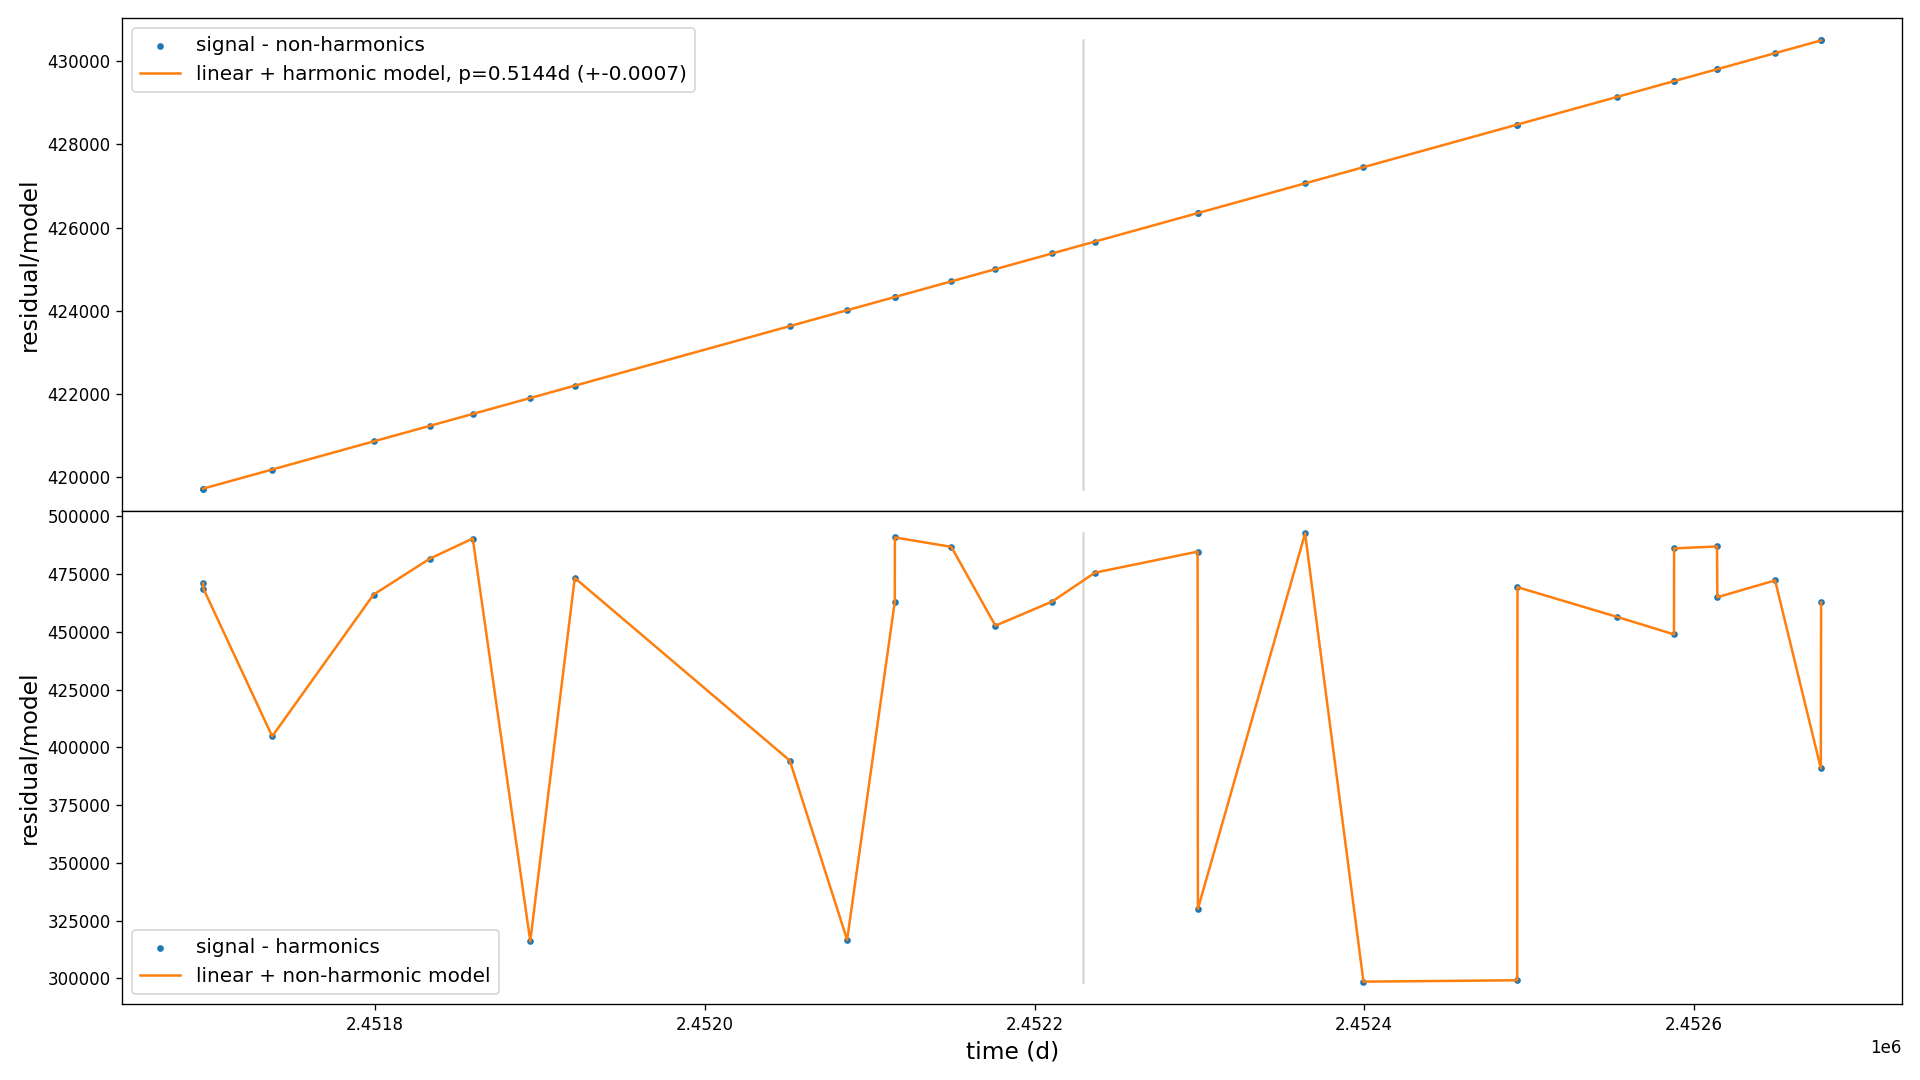 signal - non-harmonics
linear + harmonic model, p=0.5144d (+-0.0007)
430000
428000
426000
424000
422000
420000
residual/model
signal - harmonics
linear + non-harmonic model
500000
475000
450000
425000
400000
375000
350000
325000
300000
residual/model
2.4518
2.4520
2.4522
2.4524
2.4526
1e6
time (d)